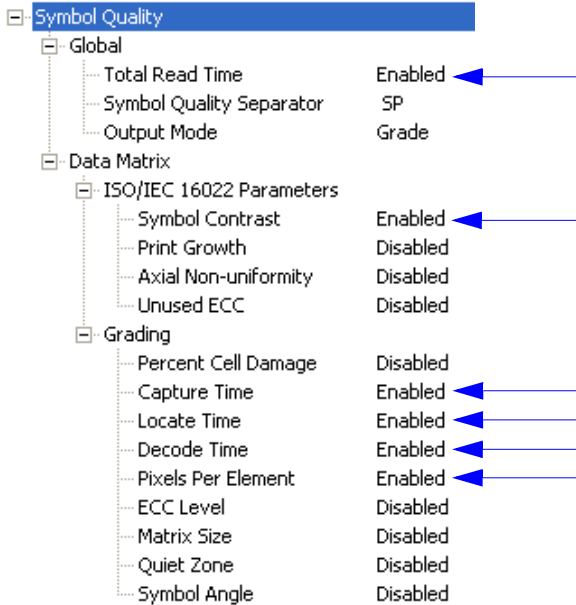 Symbol Quality
Global
Total Read Time Enabled
Symbol Quality Separator SP
Output Mode Grade
Data Matrix
ISO/IEC 16022 Parameters
Symbol Contrast Enabled
Print Growth Disabled
Axial Non-uniformity Disabled
Unused ECC Disabled
Grading
Percent Cell Damage Disabled
Capture Time Enabled
Locate Time Enabled
Decode Time Enabled
Pixels Per Element Enabled
ECC Level Disabled
Matrix Size Disabled
Quiet Zone Disabled
Symbol Angle Disabled